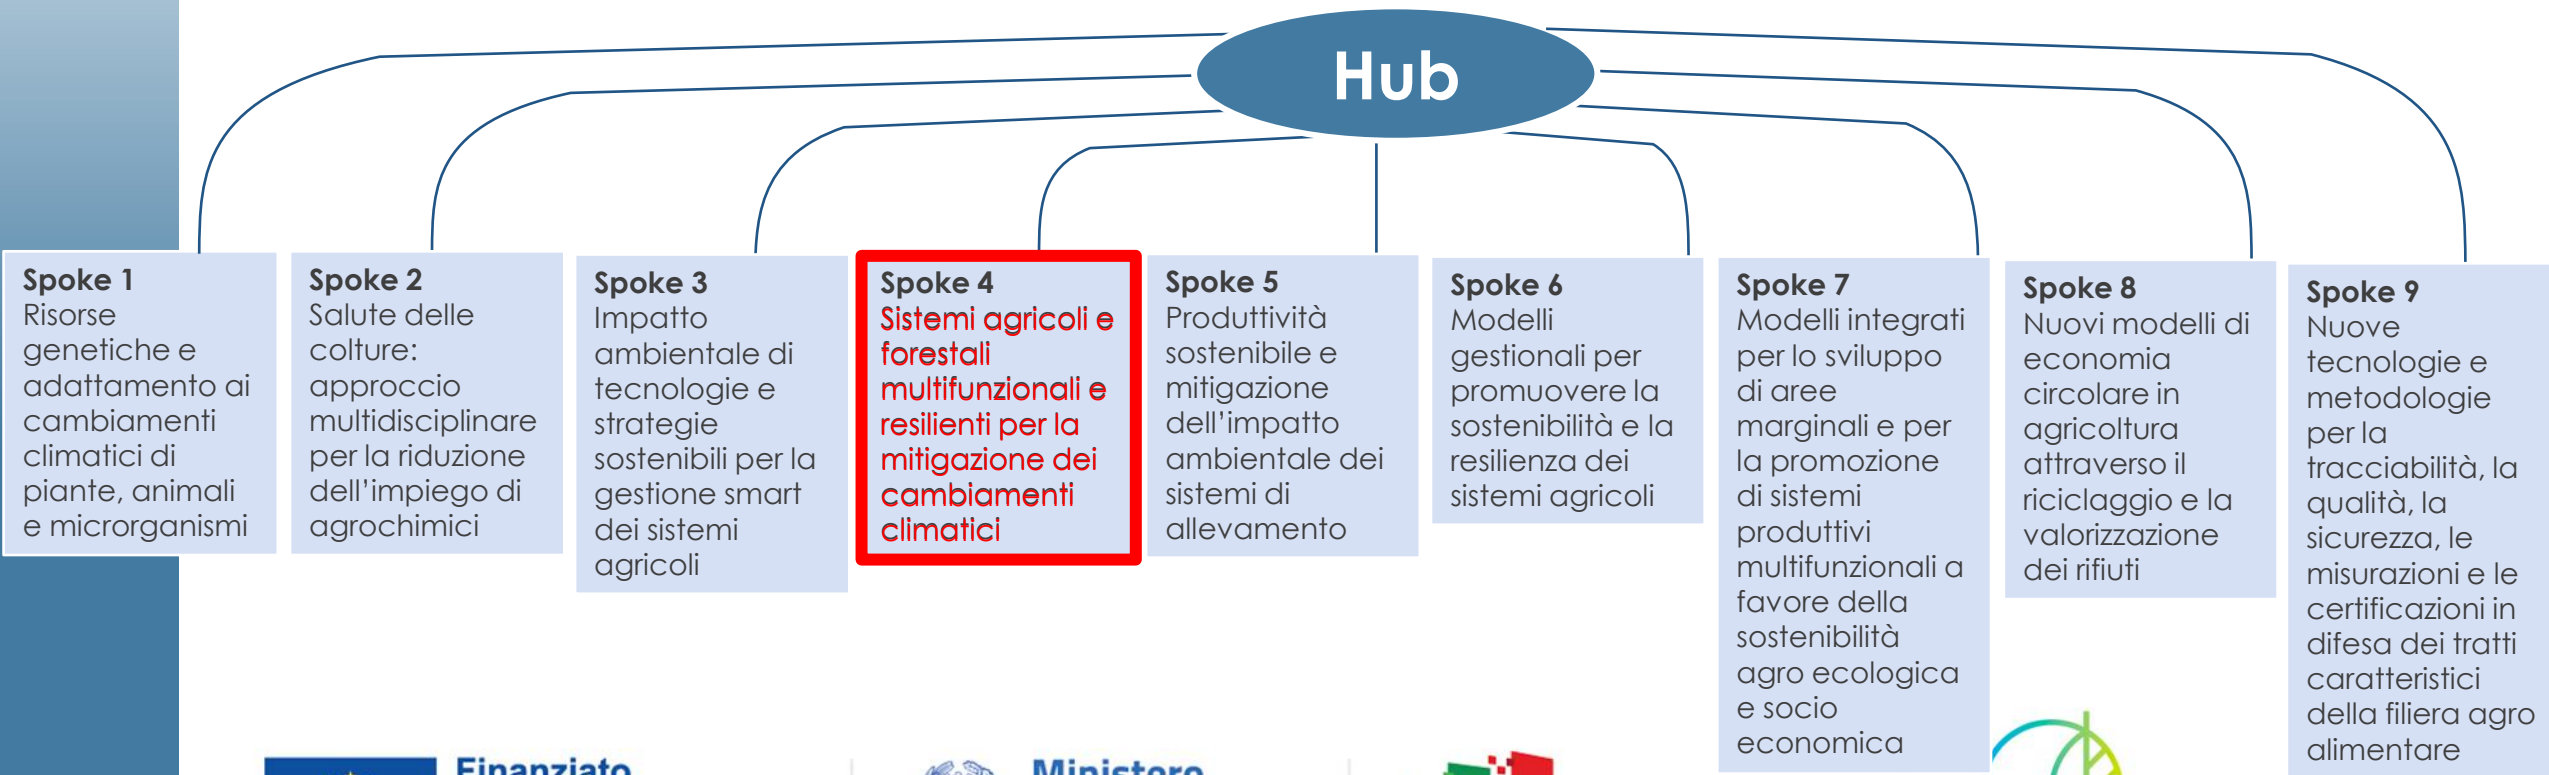 Hub
Spoke 1
Risorse
genetiche e
adattamento ai
cambiamenti
climatici di
piante, animali
e microrganismi
Spoke 2
Salute delle
colture:
approccio
multidisciplinare
per la riduzione
dell'impiego di
agrochimici
Spoke 3
Impatto
ambientale di
tecnologie e
strategie
sostenibili per la
gestione smart
dei sistemi
agricoli
Spoke 4
Sistemi agricoli e
forestali
multifunzionali e
resilienti per la
mitigazione dei
cambiamenti
climatici
Spoke 5
Produttività
sostenibile e
mitigazione
dell'impatto
ambientale dei
sistemi di
allevamento
Spoke 6
Modelli
gestionali per
promuovere la
sostenibilità e la
resilienza dei
sistemi agricoli
Spoke 7
Modelli integrati
per lo sviluppo
di aree
marginali e per
la promozione
di sistemi
produttivi
multifunzionali a
favore della
sostenibilità
agro ecologica
e socio
economica
Spoke 8
Nuovi modelli di
economia
circolare in
agricoltura
attraverso il
riciclaggio e la
valorizzazione
dei rifiuti
Spoke 9
Nuove
tecnologie e
metodologie
per la
tracciabilità, la
qualità, la
sicurezza, le
misurazioni e le
certificazioni in
difesa dei tratti
caratteristici
della filiera agro
alimentare
Finanziato
Ministero